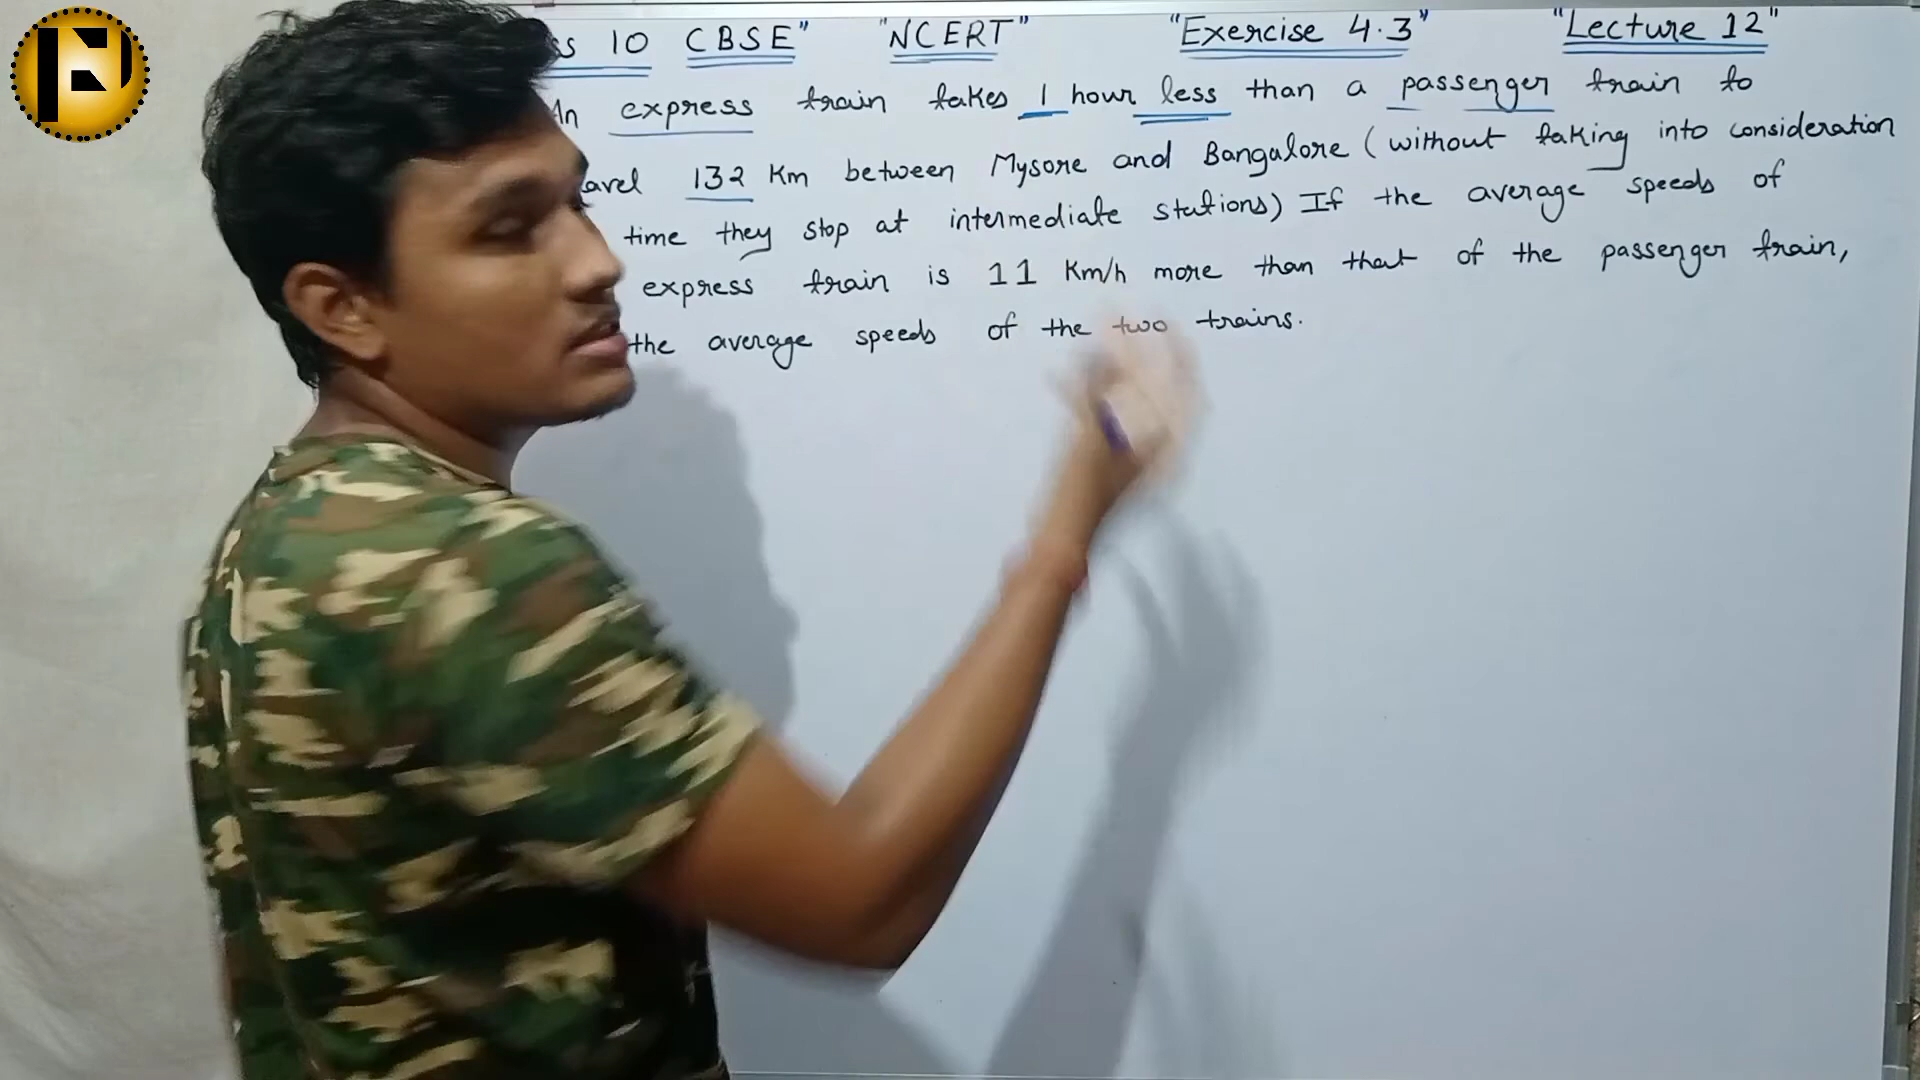 ss 10 CBSE" "NCERT" "Exercise 4.3" "Lecture 12"
An express train takes 1 hour less than a passenger train to
avel 132 Km between Mysore and Bangalore (without taking into consideration
time they stop at intermediate stations) If the average speeds of
express train is 11 Km/h more than that of the passenger train,
the average speeds of the two trains.